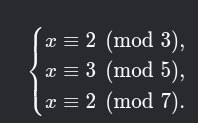 x ≡ 2 (mod 3),
x ≡ 3 (mod 5),
x ≡ 2 (mod 7).